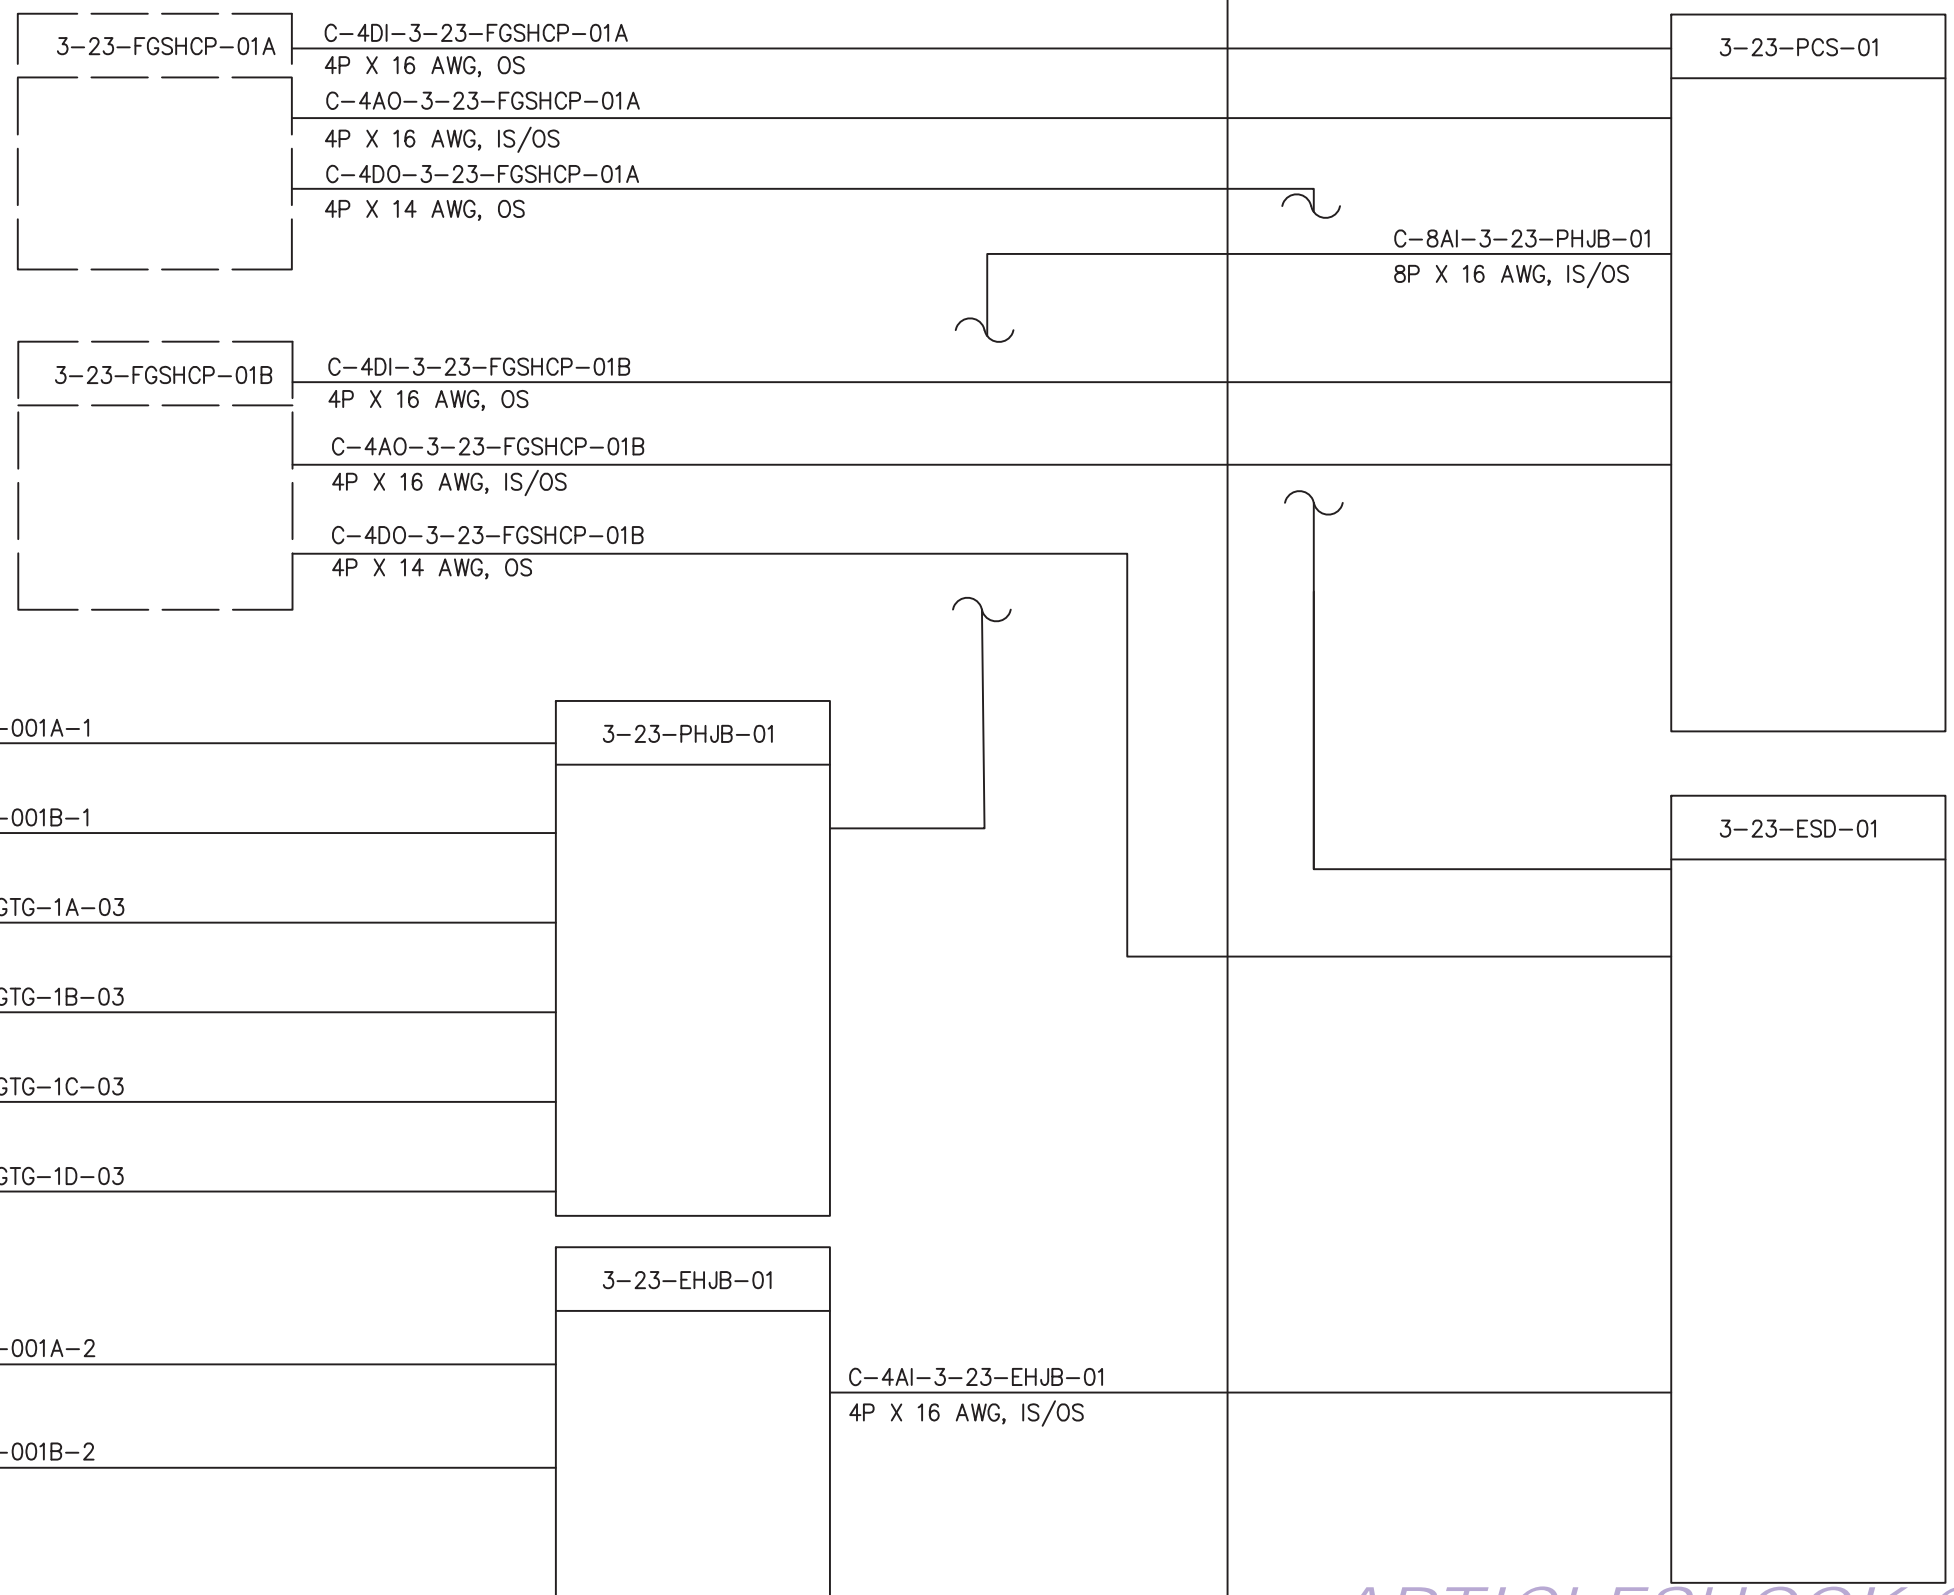 3-23-FGSHCP-01A
C-4DI-3-23-FGSHCP-01A
4P X 16 AWG, OS
C-4AO-3-23-FGSHCP-01A
4P X 16 AWG, IS/OS
C-4DO-3-23-FGSHCP-01A
4P X 14 AWG, OS
3-23-PCS-01
C-8AI-3-23-PHJB-01
8P X 16 AWG, IS/OS
3-23-FGSHCP-01B
C-4DI-3-23-FGSHCP-01B
4P X 16 AWG, OS
C-4AO-3-23-FGSHCP-01B
4P X 16 AWG, IS/OS
C-4DO-3-23-FGSHCP-01B
4P X 14 AWG, OS
-001A-1
3-23-PHJB-01
-001B-1
GTG-1A-03
GTG-1B-03
GTG-1C-03
GTG-1D-03
3-23-ESD-01
3-23-EHJB-01
-001A-2
C-4AI-3-23-EHJB-01
4P X 16 AWG, IS/OS
-001B-2